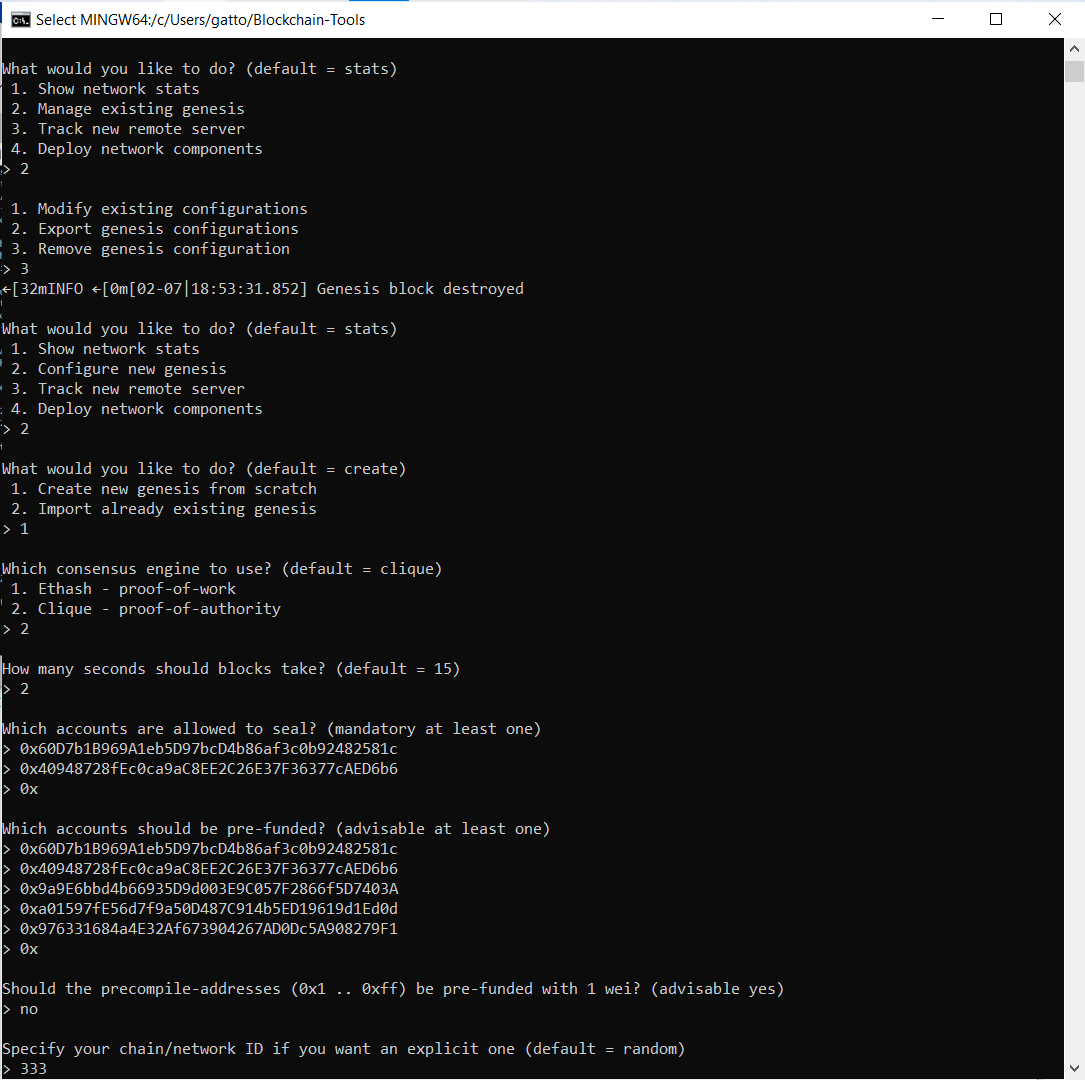 Select MINGW64:/c/Users/gatto/Blockchain-Tools
What would you like to do? (default = stats)
1. Show network stats
2. Manage existing genesis
3. Track new remote server
4. Deploy network components
> 2
1. Modify existing configurations
2. Export genesis configurations
3. Remove genesis configuration
> 3
←[32mINFO ←[0m[02-07|18:53:31.852] Genesis block destroyed
What would you like to do? (default = stats)
1. Show network stats
2. Configure new genesis
3. Track new remote server
4. Deploy network components
> 2
What would you like to do? (default = create)
1. Create new genesis from scratch
2. Import already existing genesis
> 1
Which consensus engine to use? (default = clique)
1. Ethash - proof-of-work
2. Clique - proof-of-authority
> 2
How many seconds should blocks take? (default = 15)
> 2
Which accounts are allowed to seal? (mandatory at least one)
> 0x60D7b1B969A1eb5D97bcD4b86af3c0b92482581c
> 0x40948728fEc0ca9aC8EE2C26E37F36377cAED6b6
> 0x
Which accounts should be pre-funded? (advisable at least one)
> 0x60D7b1B969A1eb5D97bcD4b86af3c0b92482581c
> 0x40948728fEc0ca9aC8EE2C26E37F36377cAED6b6
> 0x9a9E6bbd4b66935D9d003E9C057F2866f5D7403A
> 0xa01597fE56d7f9a50D487C914b5ED19619d1Ed0d
> 0x976331684a4E32Af673904267AD0Dc5A908279F1
> 0x
Should the precompile-addresses (0x1 .. 0xff) be pre-funded with 1 wei? (advisable yes)
> no
Specify your chain/network ID if you want an explicit one (default = random)
> 333